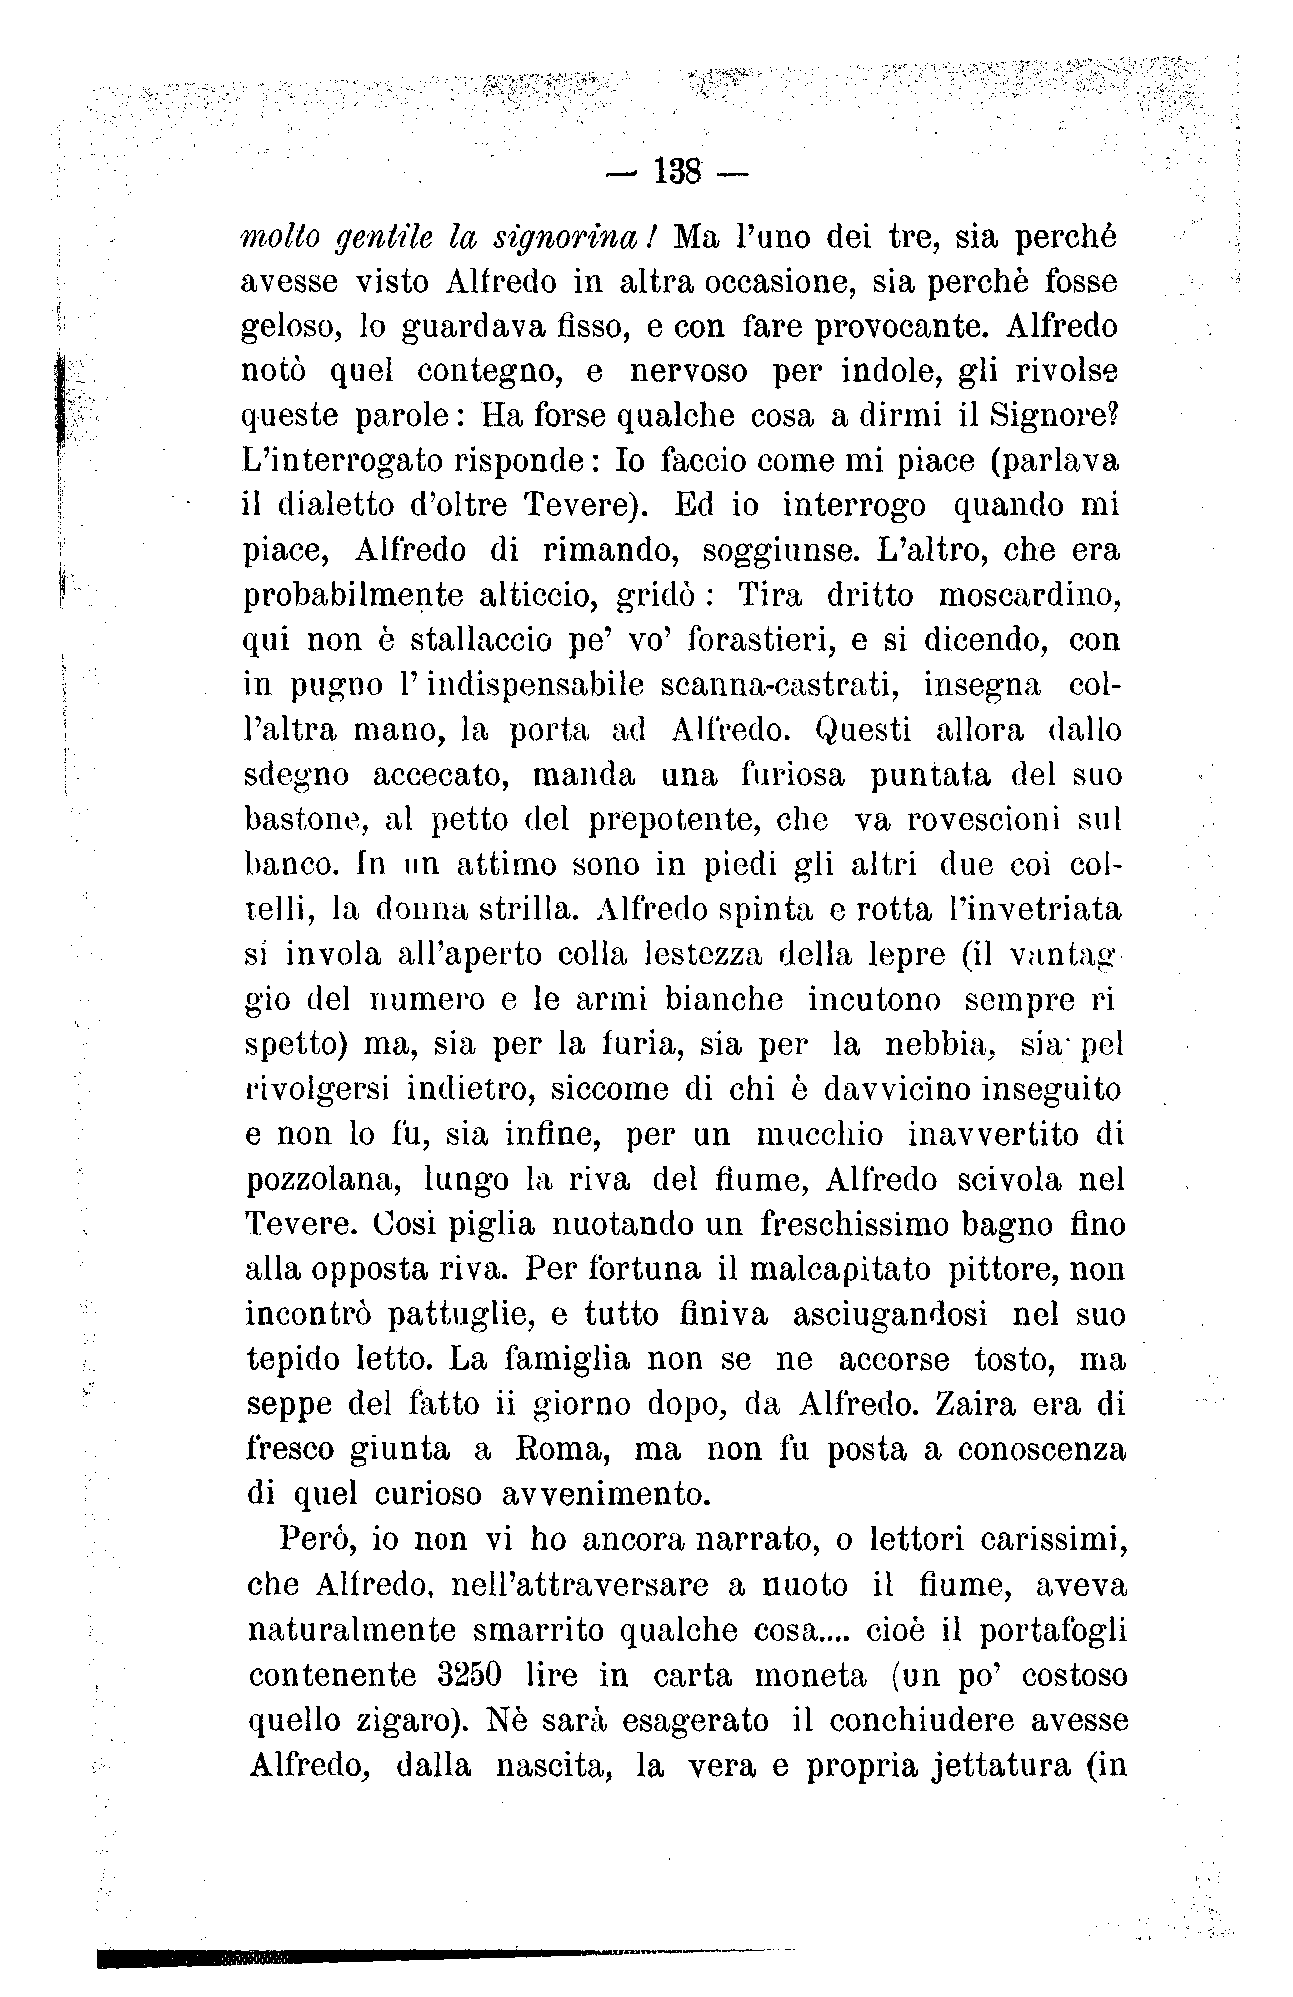 — 138 —
molto gentile la signorina! Ma l'uno dei tre, sia perchè
avesse visto Alfredo in altra occasione, sia perchè fosse
geloso, lo guardava fisso, e con fare provocante. Alfredo
notò quel contegno, e nervoso per indole, gli rivolse
queste parole: Ha forse qualche cosa a dirmi il Signore?
L'interrogato risponde: Io faccio come mi piace (parlava
il dialetto d'oltre Tevere). Ed io interrogo quando mi
piace, Alfredo di rimando, soggiunse. L'altro, che era
probabilmente alticcio, gridò: Tira dritto moscardino,
qui non è stallaccio pe' vo' forastieri, e si dicendo, con
in pugno l'indispensabile scanna-castrati, insegna col-
l'altra mano, la porta ad Alfredo. Questi allora dallo
sdegno accecato, manda una furiosa puntata del suo
bastone, al petto del prepotente, che va rovescioni sul
banco. In un attimo sono in piedi gli altri due coi col-
telli, la donna strilla. Alfredo spinta e rotta l'invetriata
si invola all'aperto colla lestezza della lepre (il vantag-
gio del numero e le armi bianche incutono sempre ri
spetto) ma, sia per la furia, sia per la nebbia, sia pel
rivolgersi indietro, siccome di chi è davvicino inseguito
e non lo fu, sia infine, per un mucchio inavvertito di
pozzolana, lungo la riva del fiume, Alfredo scivola nel
Tevere. Così piglia nuotando un freschissimo bagno fino
alla opposta riva. Per fortuna il malcapitato pittore, non
incontrò pattuglie, e tutto finiva asciugandosi nel suo
tepido letto. La famiglia non se ne accorse tosto, ma
seppe del fatto ii giorno dopo, da Alfredo. Zaira era di
fresco giunta a Roma, ma non fu posta a conoscenza
di quel curioso avvenimento.
Però, io non vi ho ancora narrato, o lettori carissimi,
che Alfredo, nell'attraversare a nuoto il fiume, aveva
naturalmente smarrito qualche cosa.... cioè il portafogli
contenente 3250 lire in carta moneta (un po' costoso
quello zigaro). Nè sarà esagerato il conchiudere avesse
Alfredo, dalla nascita, la vera e propria jettatura (in